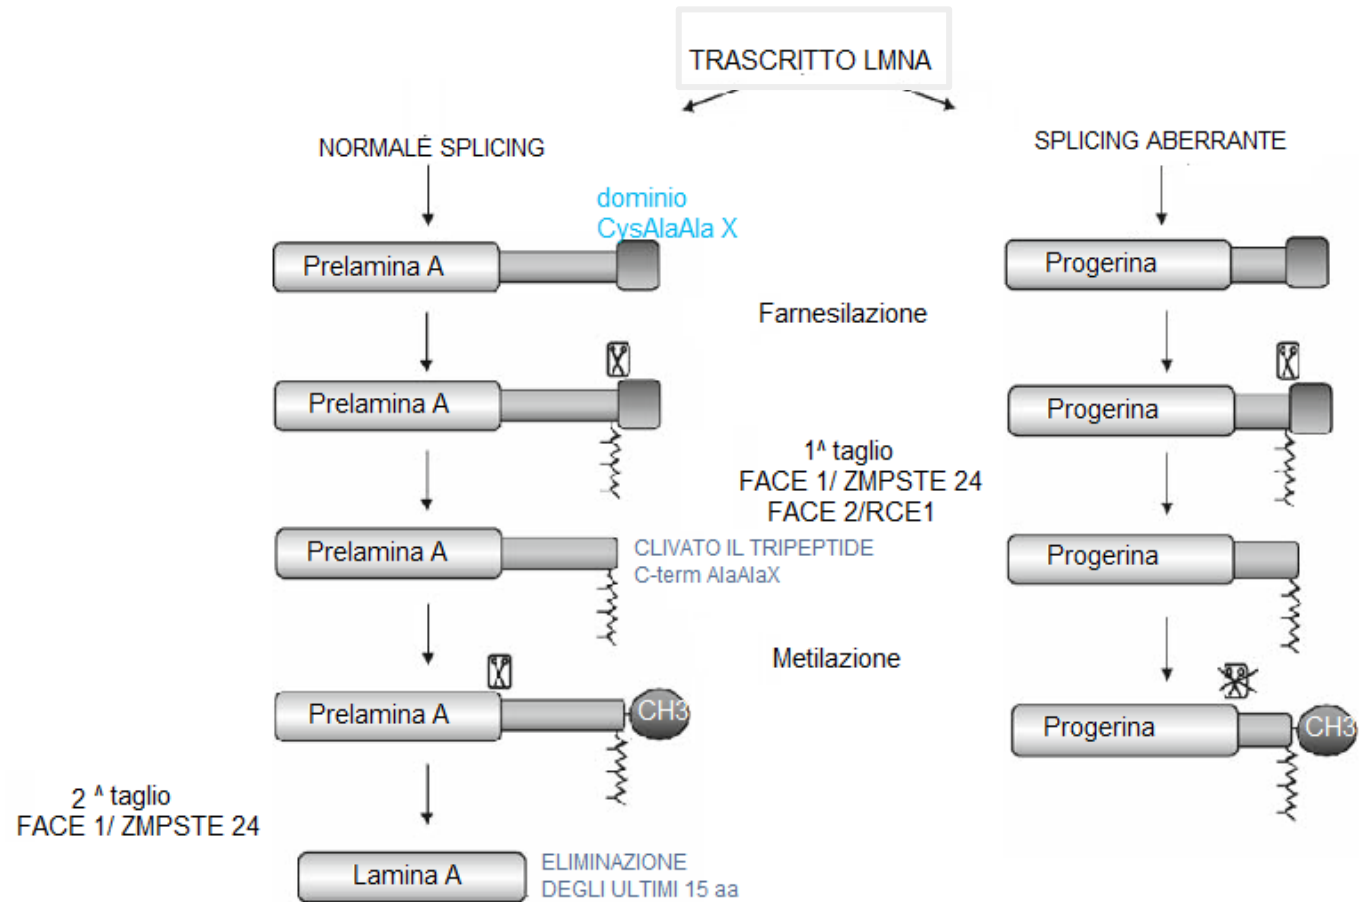 TRASCRITTO LMNA
NORMALE SPLICING
SPLICING ABERRANTE
dominio
CysAlaAla X
Prelamina A
Progerina
Farnesilazione
Prelamina A
Progerina
1^ taglio
FACE 1/ ZMPSTE 24
FACE 2/RCE1
Prelamina A
CLIVATO IL TRIPEPTIDE
C-term AlaAlaX
Progerina
Metilazione
Prelamina A
CH3
Progerina
CH3
2 ^ taglio
FACE 1/ ZMPSTE 24
Lamina A
ELIMINAZIONE
DEGLI ULTIMI 15 aa